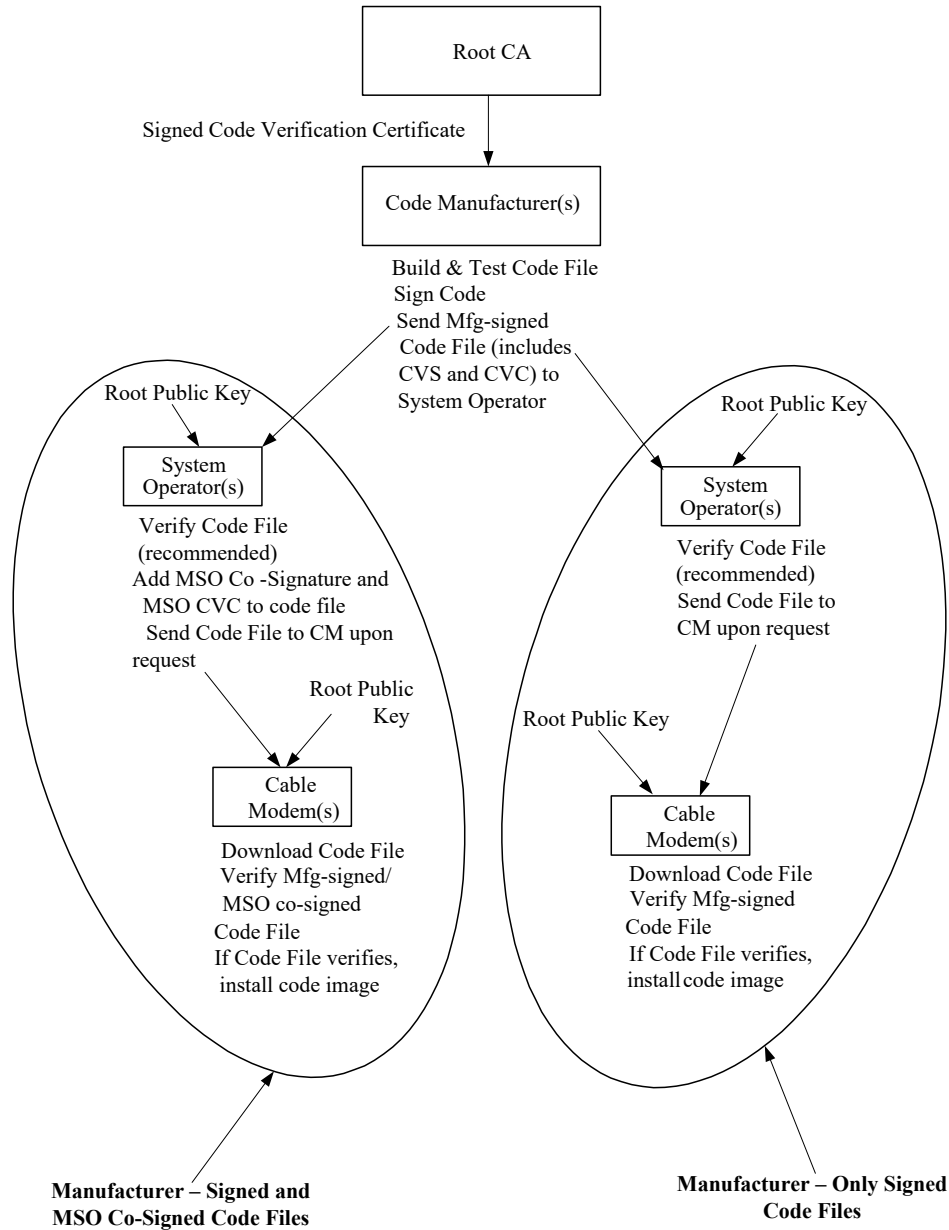 Root CA
Signed Code Verification Certificate
Code Manufacturer(s)
Build & Test Code File
Sign Code
Send Mfg-signed
Code File (includes
CVS and CVC) to
System Operator
Root Public Key
System
Operator(s)
Verify Code File
(recommended)
Add MSO Co -Signature and
MSO CVC to code file
Send Code File to CM upon
request
Root Public
Key
Cable
Modem(s)
Download Code File
Verify Mfg-signed/
MSO co-signed
Code File
If Code File verifies,
install code image
Manufacturer – Signed and
MSO Co-Signed Code Files
Root Public Key
System
Operator(s)
Verify Code File
(recommended)
Send Code File to
CM upon request
Root Public Key
Cable
Modem(s)
Download Code File
Verify Mfg-signed
Code File
If Code File verifies,
install code image
Manufacturer – Only Signed
Code Files